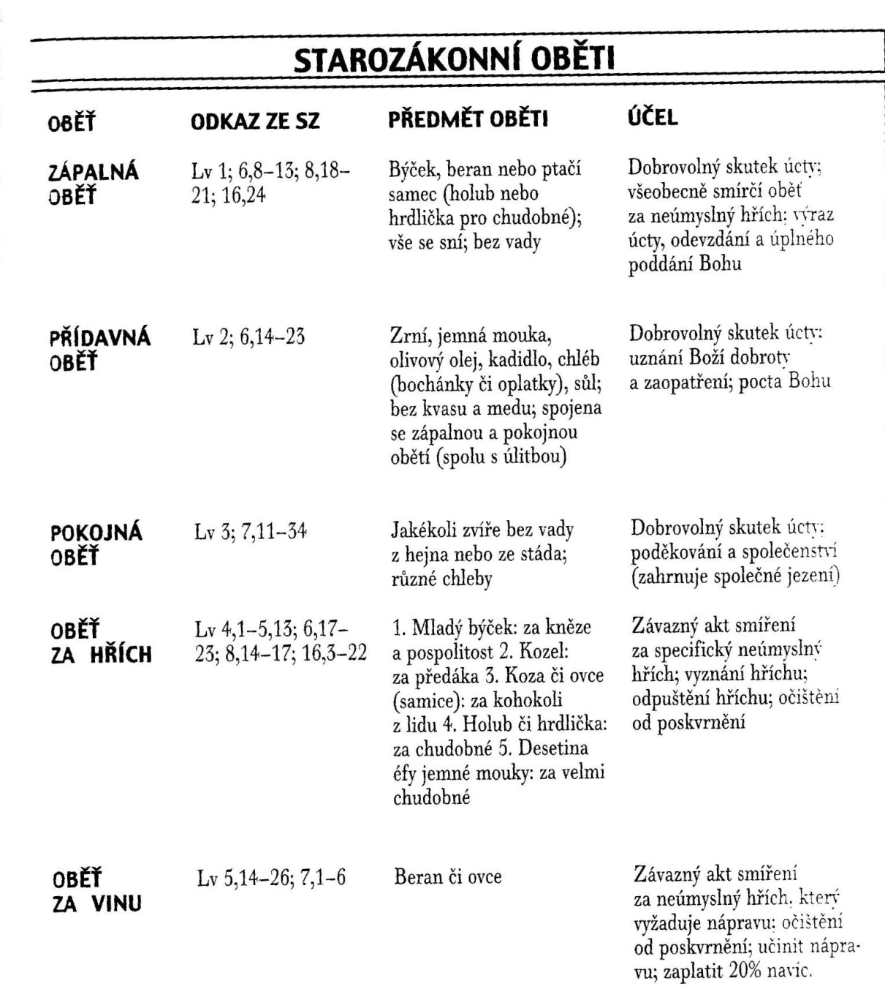 STAROZÁKONNÍ OBĚTI
OBĚŤ
ODKAZ ZE SZ
PŘEDMĚT OBĚTI
ÚČEL
ZÁPALNÁ
OBĚŤ
Lv 1; 6,8–13; 8,18–
21; 16,24
Býček, beran nebo ptačí
samec (holub nebo
hrdlička pro chudobné);
vše se sní; bez vady
Dobrovolný skutek úcty;
všeobecně smírčí oběť
za neúmyslný hřích; výraz
úcty, odevzdání a úplného
poddání Bohu
PŘÍDAVNÁ
OBĚŤ
Lv 2; 6,14–23
Zrní, jemná mouka,
olivový olej, kadidlo, chléb
(bochánky či oplatky), sůl;
bez kvasu a medu; spojena
se zápalnou a pokojnou
obětí (spolu s úlitbou)
Dobrovolný skutek úcty:
uznání Boží dobroty
a zaopatření; pocta Bohu
POKOJNÁ
OBĚŤ
Lv 3; 7,11–34
Jakékoli zvíře bez vady
z hejna nebo ze stáda;
různé chleby
Dobrovolný skutek úcty:
poděkování a společenství
(zahrnuje společné jezení)
OBĚŤ
ZA HŘÍCH
Lv 4,1–5,13; 6,17–
23; 8,14–17; 16,3–22
1. Mladý býček: za kněze
a pospolitost 2. Kozel:
za předáka 3. Koza či ovce
(samice): za kohokoli
z lidu 4. Holub či hrdlička:
za chudobné 5. Desetina
éfy jemné mouky: za velmi
chudobné
Závazný akt smíření
za specifický neúmyslný
hřích; vyznání hříchu;
odpuštění hříchu; očištění
od poskvrnění
OBĚŤ
ZA VINU
Lv 5,14–26; 7,1–6
Beran či ovce
Závazný akt smíření
za neúmyslný hřích, který
vyžaduje nápravu; očištění
od poskvrnění; učinit nápra-
vu; zaplatit 20% navíc.